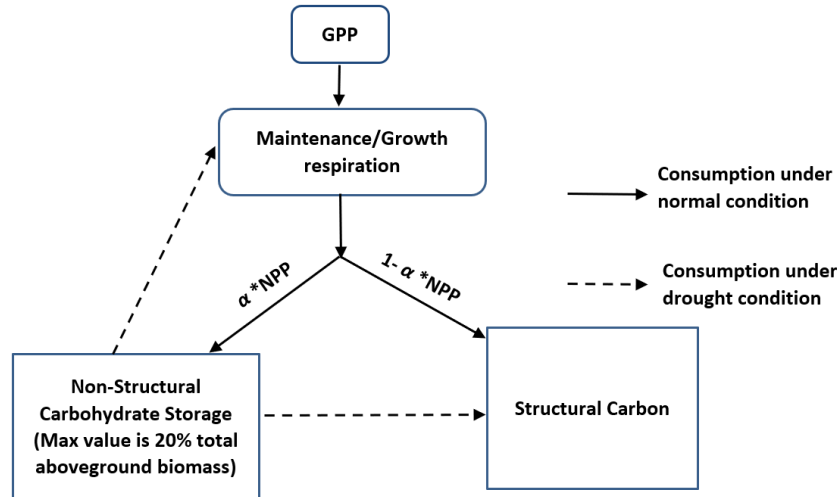 GPP
Maintenance/Growth
respiration
Consumption under
normal condition
α *NPP
1- α *NPP
Consumption under
drought condition
Non-Structural
Carbohydrate Storage
(Max value is 20% total
aboveground biomass)
Structural Carbon